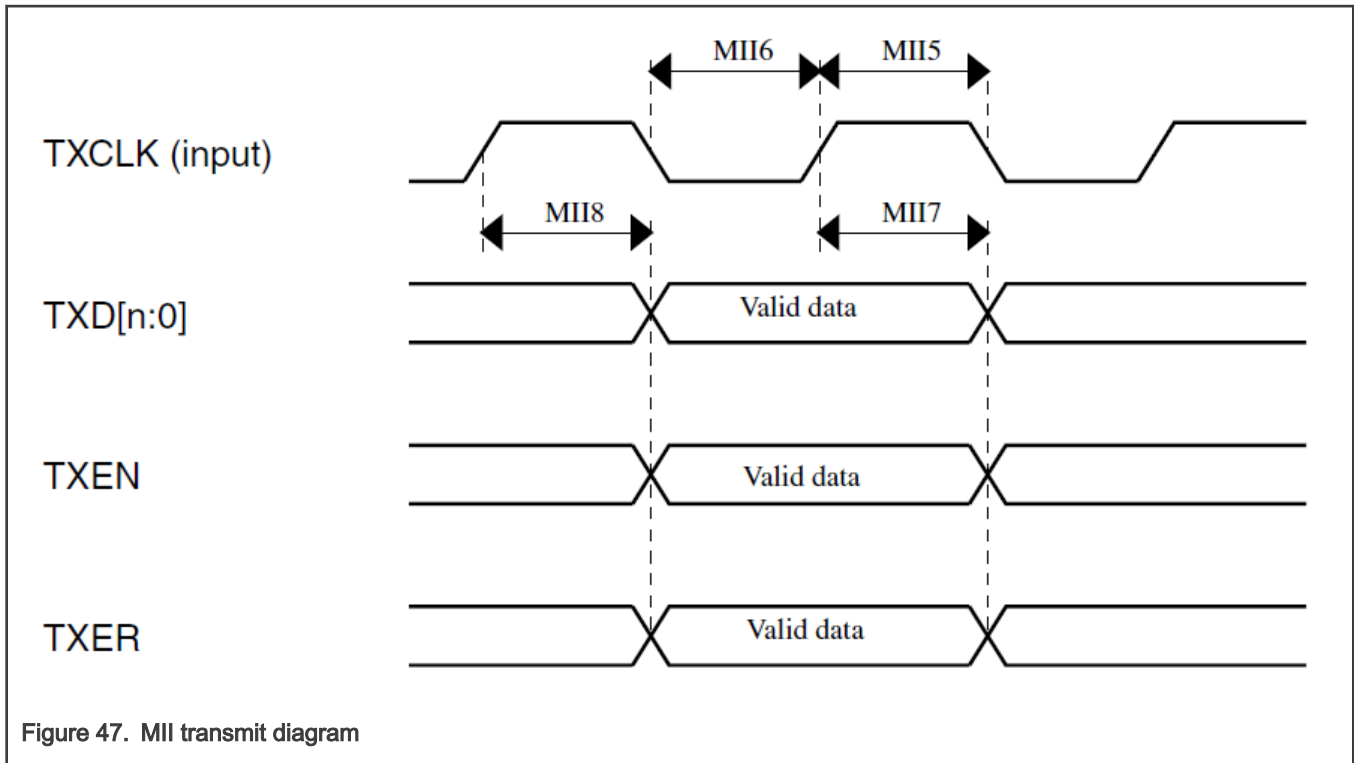 MII6 MII5
TXCLK (input)
MII8 MII7
TXD[n:0] Valid data
TXEN Valid data
TXER Valid data
Figure 47. MII transmit diagram